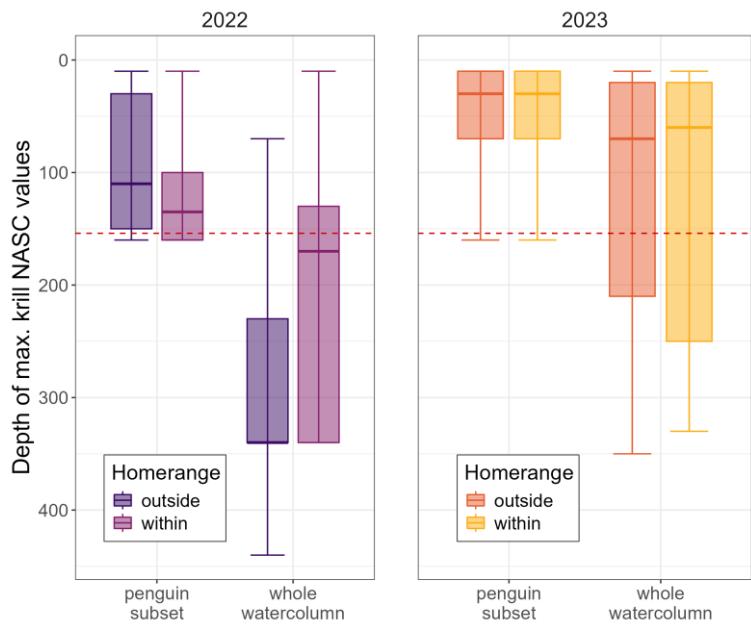 2022
2023
Depth of max. krill NASC values
0
100
200
300
400
Homerange
outside
within
Homerange
outside
within
penguin
subset
whole
watercolumn
penguin
subset
whole
watercolumn